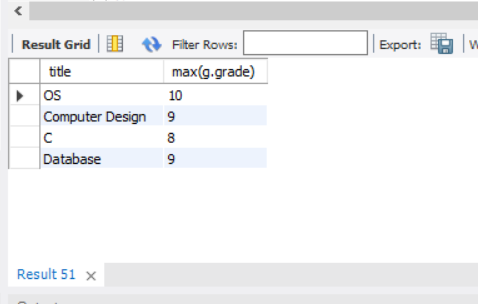 Result Grid Filter Rows: Export:
title max(g.grade)
OS 10
Computer Design 9
C 8
Database 9
Result 51